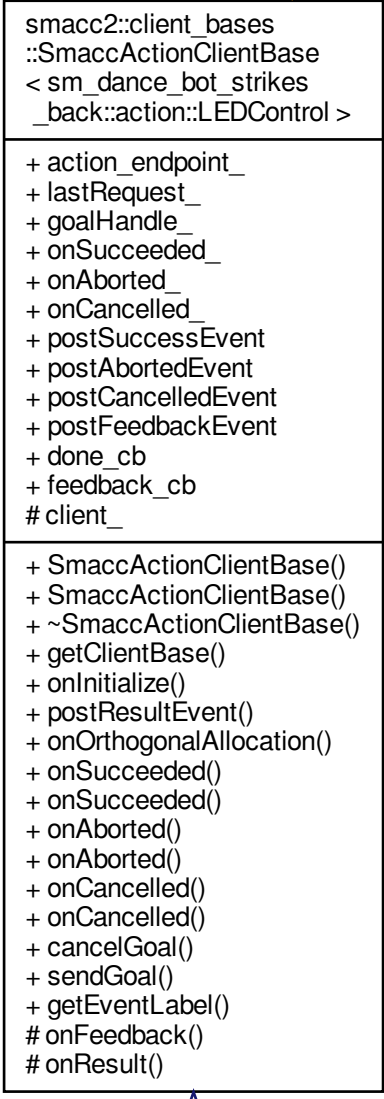 smacc2::client_bases
::SmaccActionClientBase
< sm_dance_bot_strikes
_back::action::LEDControl >
+ action_endpoint_
+ lastRequest_
+ goalHandle_
+ onSucceeded_
+ onAborted_
+ onCancelled_
+ postSuccessEvent
+ postAbortedEvent
+ postCancelledEvent
+ postFeedbackEvent
+ done_cb
+ feedback_cb
# client_
+ SmaccActionClientBase()
+ SmaccActionClientBase()
+ ~SmaccActionClientBase()
+ getClientBase()
+ onInitialize()
+ postResultEvent()
+ onOrthogonalAllocation()
+ onSucceeded()
+ onSucceeded()
+ onAborted()
+ onAborted()
+ onCancelled()
+ onCancelled()
+ cancelGoal()
+ sendGoal()
+ getEventLabel()
# onFeedback()
# onResult()